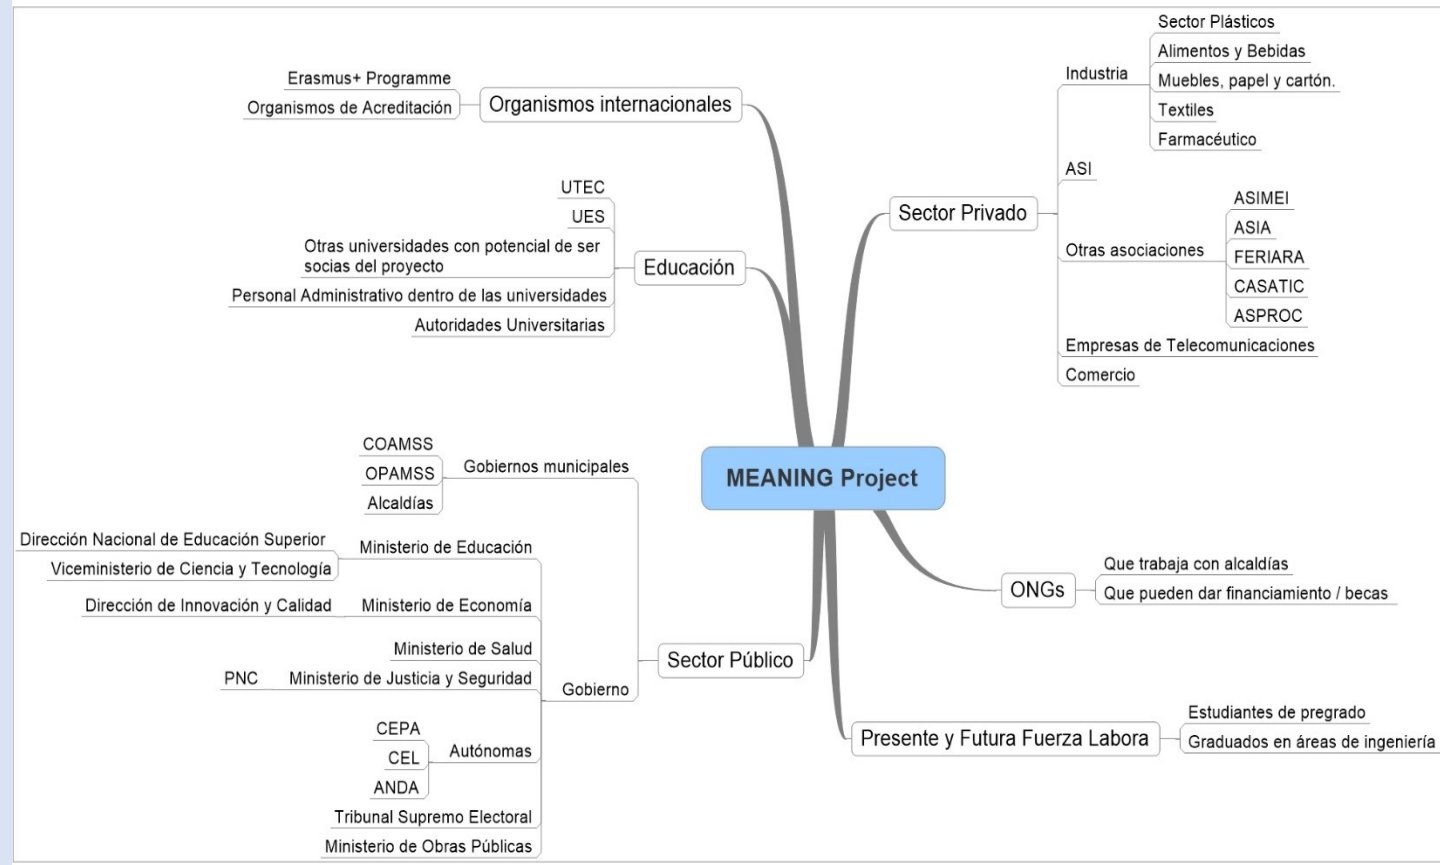 Erasmus+ Programme
Organismos de Acreditación
Organismos internacionales
UTEC
UES
Otras universidades con potencial de ser
socias del proyecto
Personal Administrativo dentro de las universidades
Autoridades Universitarias
Educación
COAMSS
OPAMSS
Alcaldías
Gobiernos municipales
Dirección Nacional de Educación Superior
Viceministerio de Ciencia y Tecnología
Ministerio de Educación
Dirección de Innovación y Calidad
Ministerio de Economía
Ministerio de Salud
PNC
Ministerio de Justicia y Seguridad
CEPA
CEL
ANDA
Autónomas
Tribunal Supremo Electoral
Ministerio de Obras Públicas
Gobierno
Sector Público
MEANING Project
Sector Privado
Industria
Sector Plásticos
Alimentos y Bebidas
Muebles, papel y cartón.
Textiles
Farmacéutico
ASI
Otras asociaciones
ASIMEI
ASIA
FERIARA
CASATIC
ASPROC
Empresas de Telecomunicaciones
Comercio
ONGs
Que trabaja con alcaldías
Que pueden dar financiamiento / becas
Presente y Futura Fuerza Labora
Estudiantes de pregrado
Graduados en áreas de ingeniería